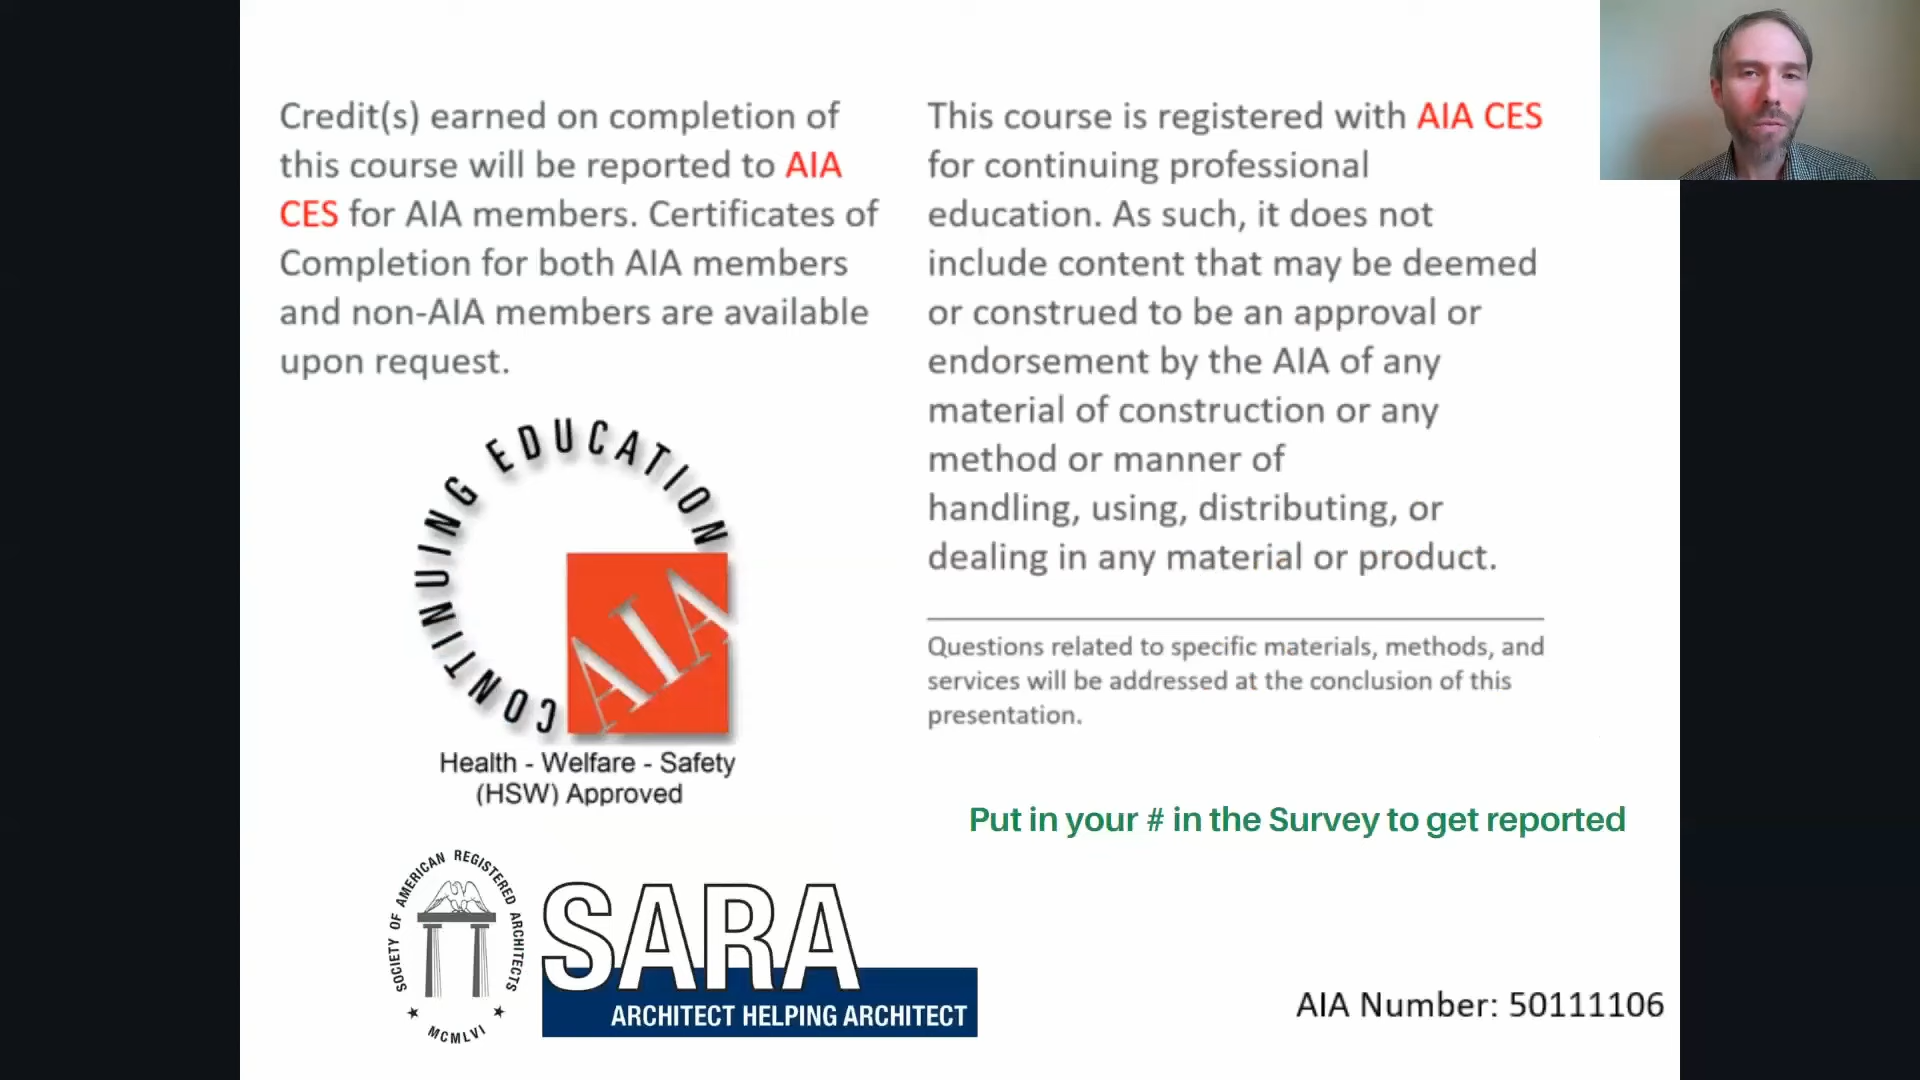 Credit(s) earned on completion of
this course will be reported to AIA
CES for AIA members. Certificates of
Completion for both AIA members
and non-AIA members are available
upon request.
CONTINUING EDUCATION
AIA
Health - Welfare - Safety
(HSW) Approved
SOCIETY OF AMERICAN REGISTERED ARCHITECTS
MCMLVI
SARA
ARCHITECT HELPING ARCHITECT
This course is registered with AIA CES
for continuing professional
education. As such, it does not
include content that may be deemed
or construed to be an approval or
endorsement by the AIA of any
material of construction or any
method or manner of
handling, using, distributing, or
dealing in any material or product.
Questions related to specific materials, methods, and
services will be addressed at the conclusion of this
presentation.
Put in your # in the Survey to get reported
AIA Number: 50111106